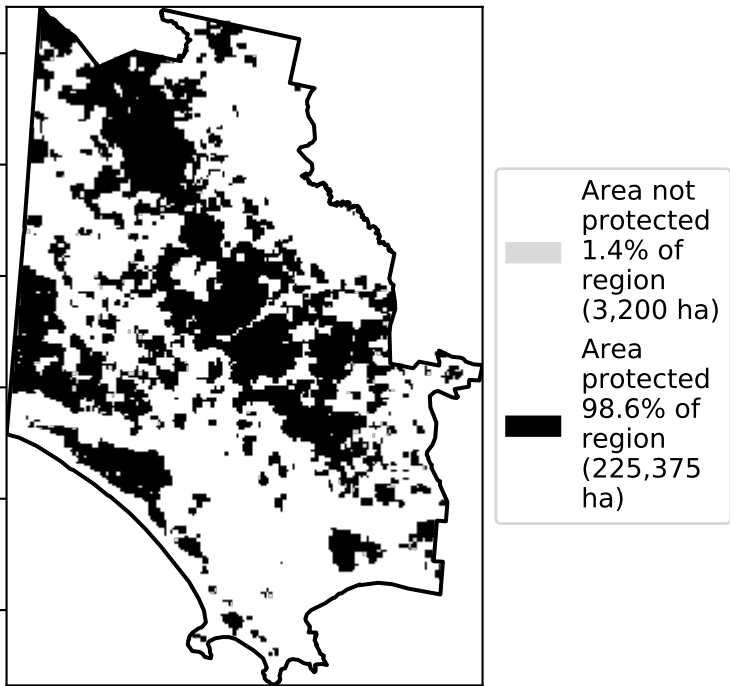 Area not
protected
1.4% of
region
(3,200 ha)
Area
protected
98.6% of
region
(225,375
ha)